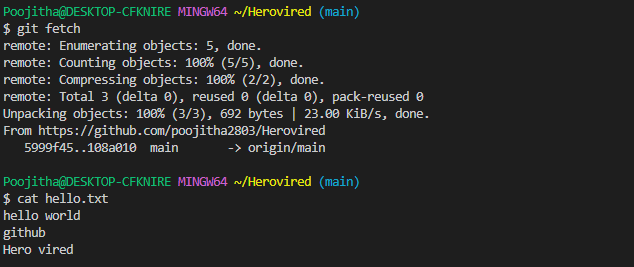 Poojitha@DESKTOP-CFKNIRE MINGW64 ~/Herovired (main)
$ git fetch
remote: Enumerating objects: 5, done.
remote: Counting objects: 100% (5/5), done.
remote: Compressing objects: 100% (2/2), done.
remote: Total 3 (delta 0), reused 0 (delta 0), pack-reused 0
Unpacking objects: 100% (3/3), 692 bytes | 23.00 KiB/s, done.
From https://github.com/poojitha2803/Herovired
   5999f45..108a010  main       -> origin/main
Poojitha@DESKTOP-CFKNIRE MINGW64 ~/Herovired (main)
$ cat hello.txt
hello world
github
Hero vired